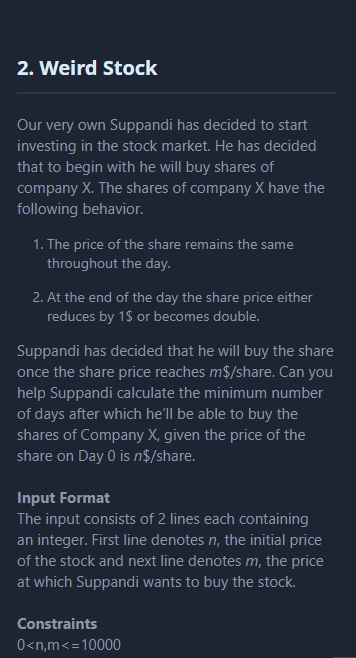 2. Weird Stock
Our very own Suppandi has decided to start
investing in the stock market. He has decided
that to begin with he will buy shares of
company X. The shares of company X have the
following behavior.
1. The price of the share remains the same
throughout the day.
2. At the end of the day the share price either
reduces by 1$ or becomes double.
Suppandi has decided that he will buy the share
once the share price reaches m$/share. Can you
help Suppandi calculate the minimum number
of days after which he’ll be able to buy the
shares of Company X, given the price of the
share on Day 0 is n$/share.
Input Format
The input consists of 2 lines each containing
an integer. First line denotes n, the initial price
of the stock and next line denotes m, the price
at which Suppandi wants to buy the stock.
Constraints
0<n,m<=10000